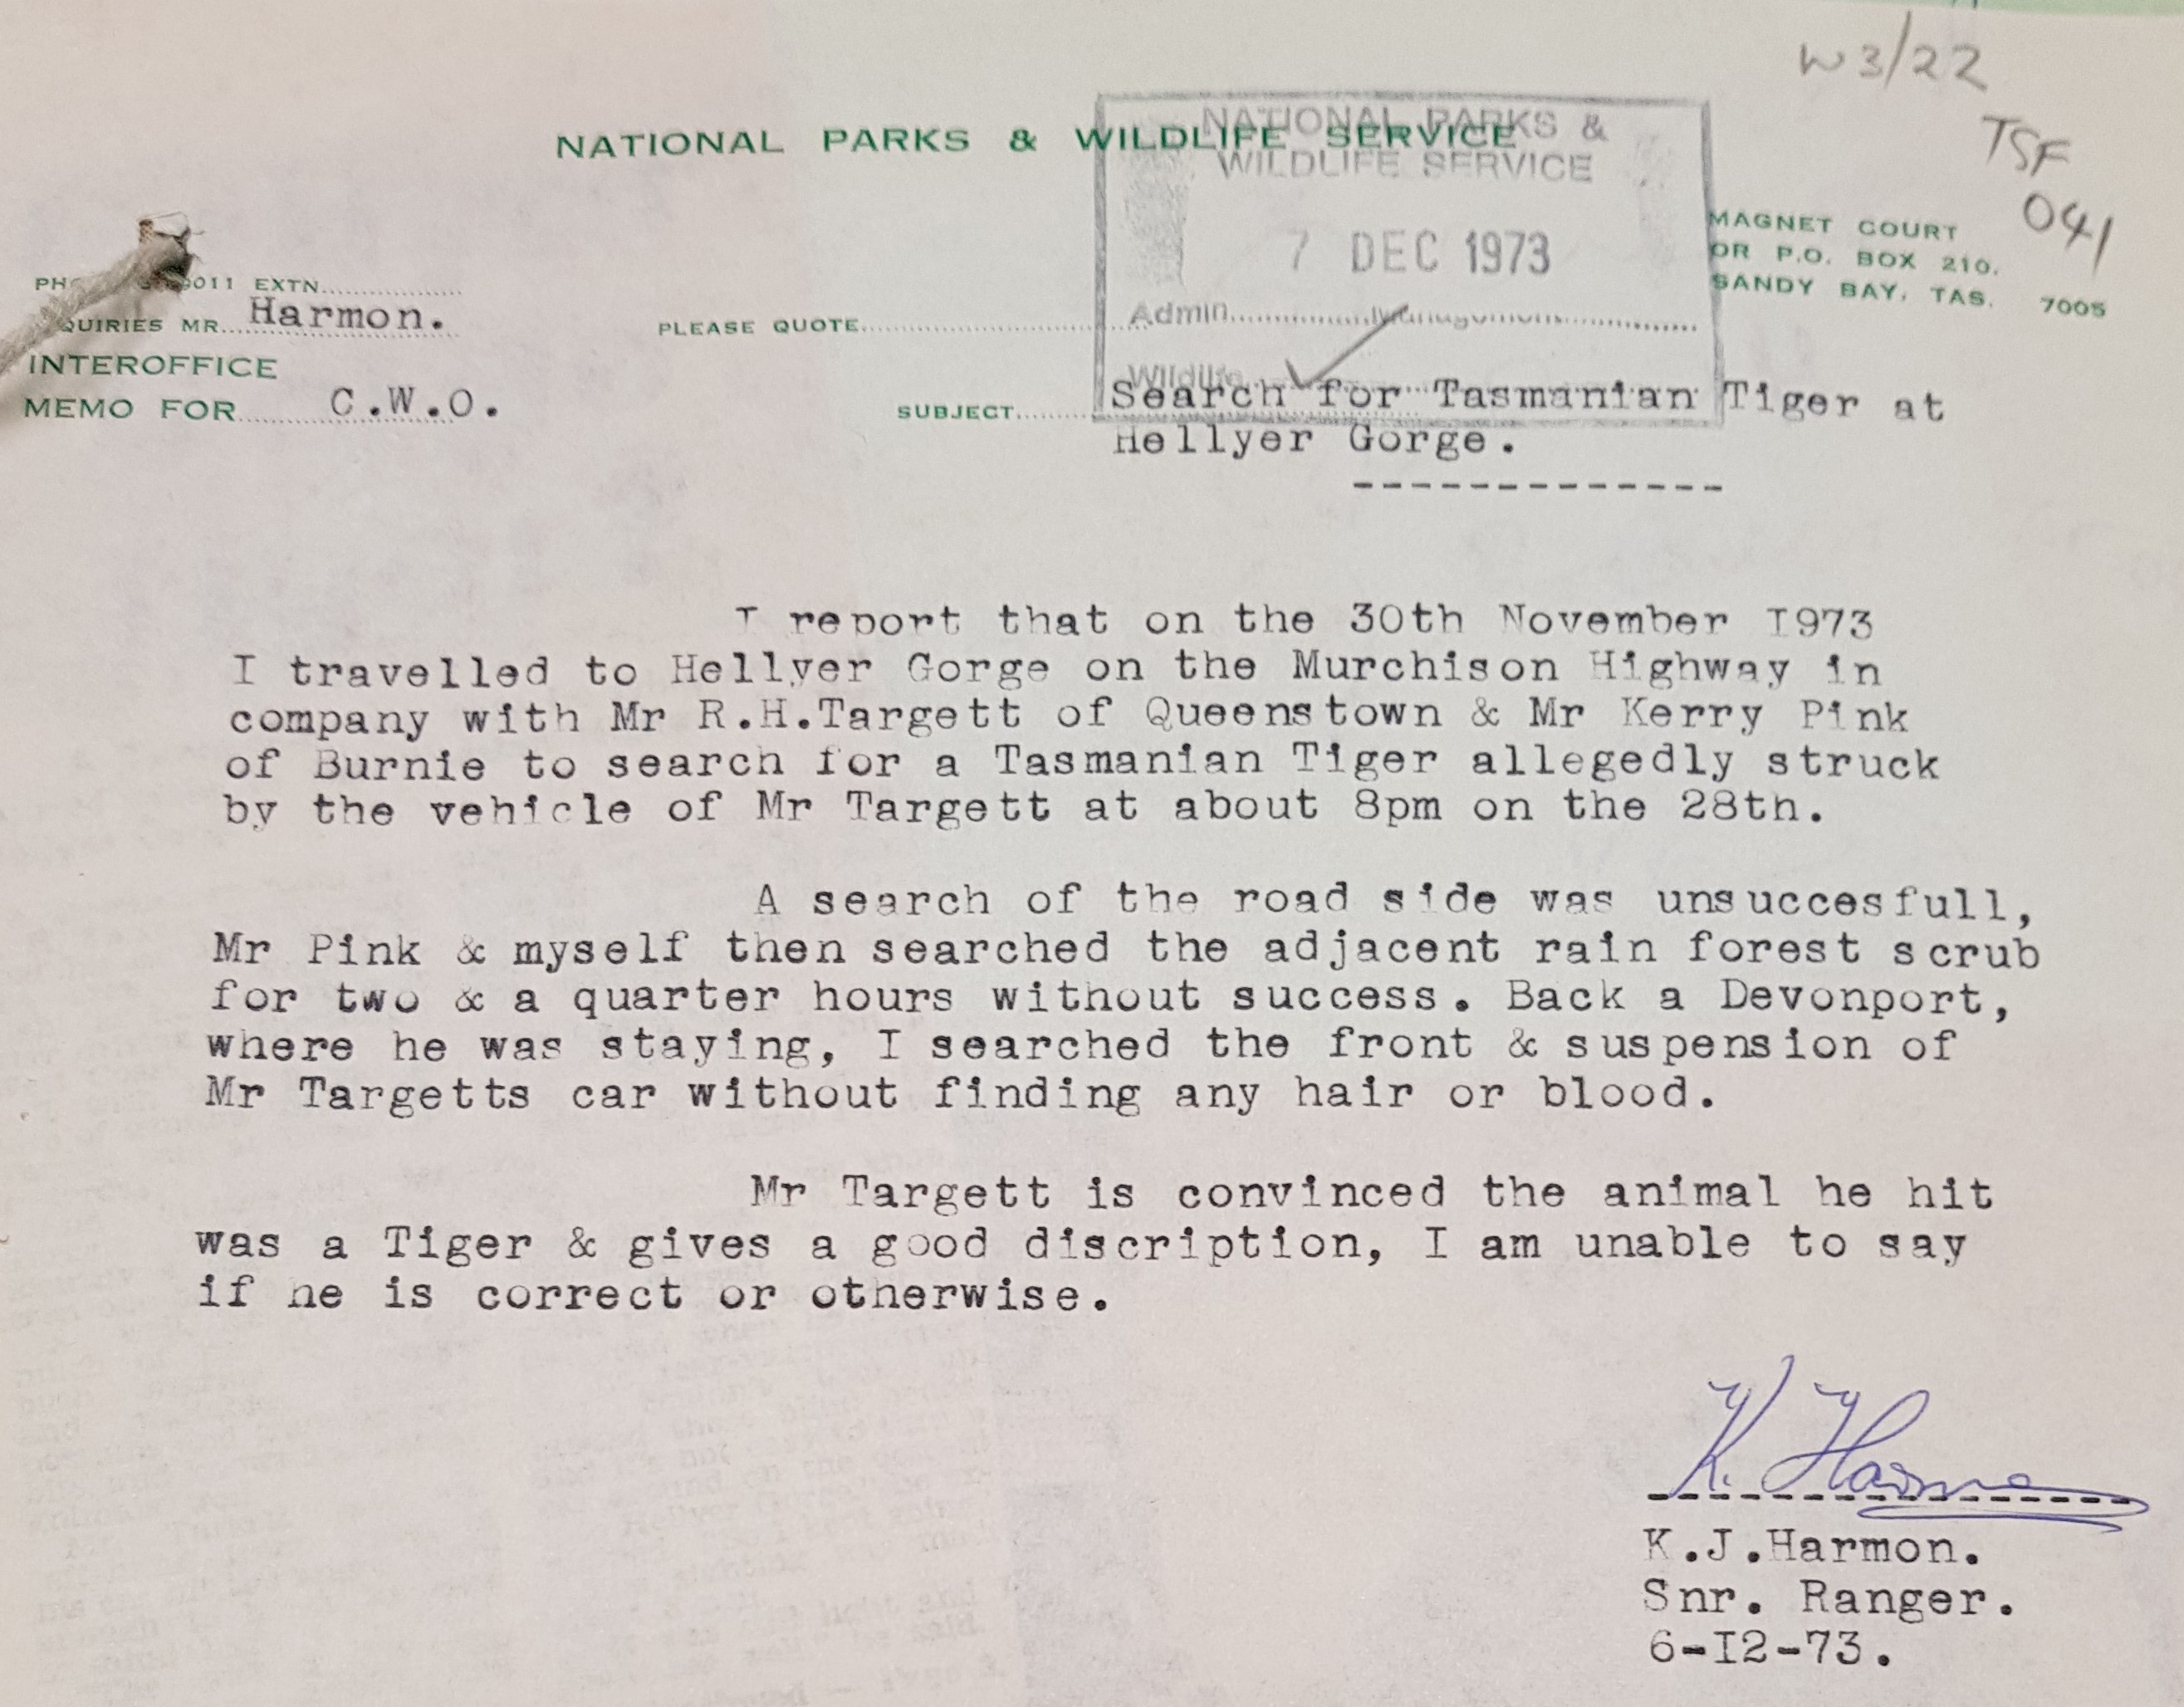 W3/22
TSF
041
NATIONAL PARKS & WILDLIFE SERVICE
NATIONAL PARKS &
WILDLIFE SERVICE
7 DEC 1973
MAGNET COURT
OR P.O. BOX 210,
SANDY BAY, TAS. 7005
EXTN
MR Harmon.
PLEASE QUOTE
Admin
Wildlife
INTEROFFICE
MEMO FOR C.W.O.
SUBJECT Search for Tasmanian Tiger at
Hellyer Gorge.
-------------
I report that on the 30th November I973
I travelled to Hellyer Gorge on the Murchison Highway in
company with Mr R.H.Targett of Queenstown & Mr Kerry Pink
of Burnie to search for a Tasmanian Tiger allegedly struck
by the vehicle of Mr Targett at about 8pm on the 28th.
A search of the road side was unsuccesfull,
Mr Pink & myself then searched the adjacent rain forest scrub
for two & a quarter hours without success. Back a Devonport,
where he was staying, I searched the front & suspension of
Mr Targetts car without finding any hair or blood.
Mr Targett is convinced the animal he hit
was a Tiger & gives a good discription, I am unable to say
if he is correct or otherwise.
K. Harmon
K.J.Harmon.
Snr. Ranger.
6-I2-73.